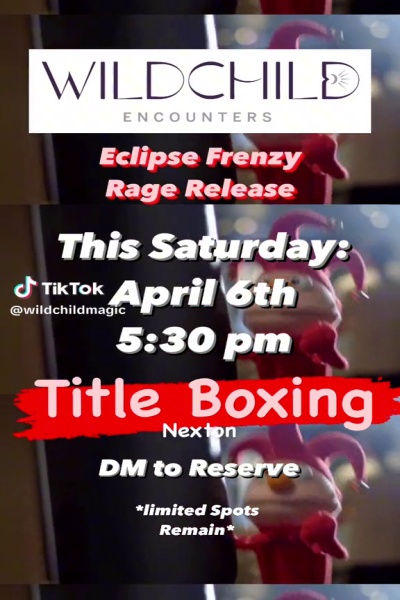 WILDCHILD
ENCOUNTERS
Eclipse Frenzy
Rage Release
This Saturday:
TikTok
@wildchildmagic
April 6th
5:30 pm
Title Boxing
Nexton
DM to Reserve
*limited Spots
Remain*